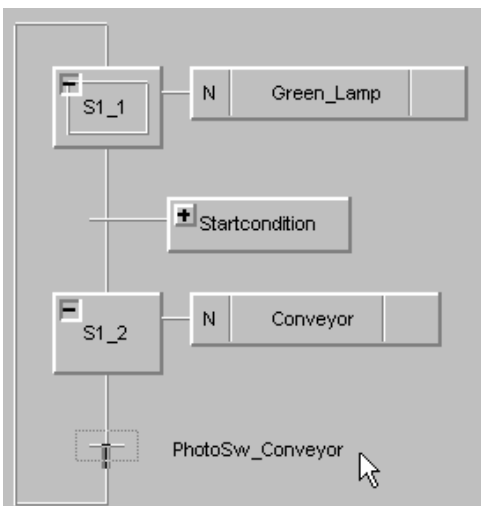 S1_1
N Green_Lamp
Startcondition
S1_2
N Conveyor
PhotoSw_Conveyor